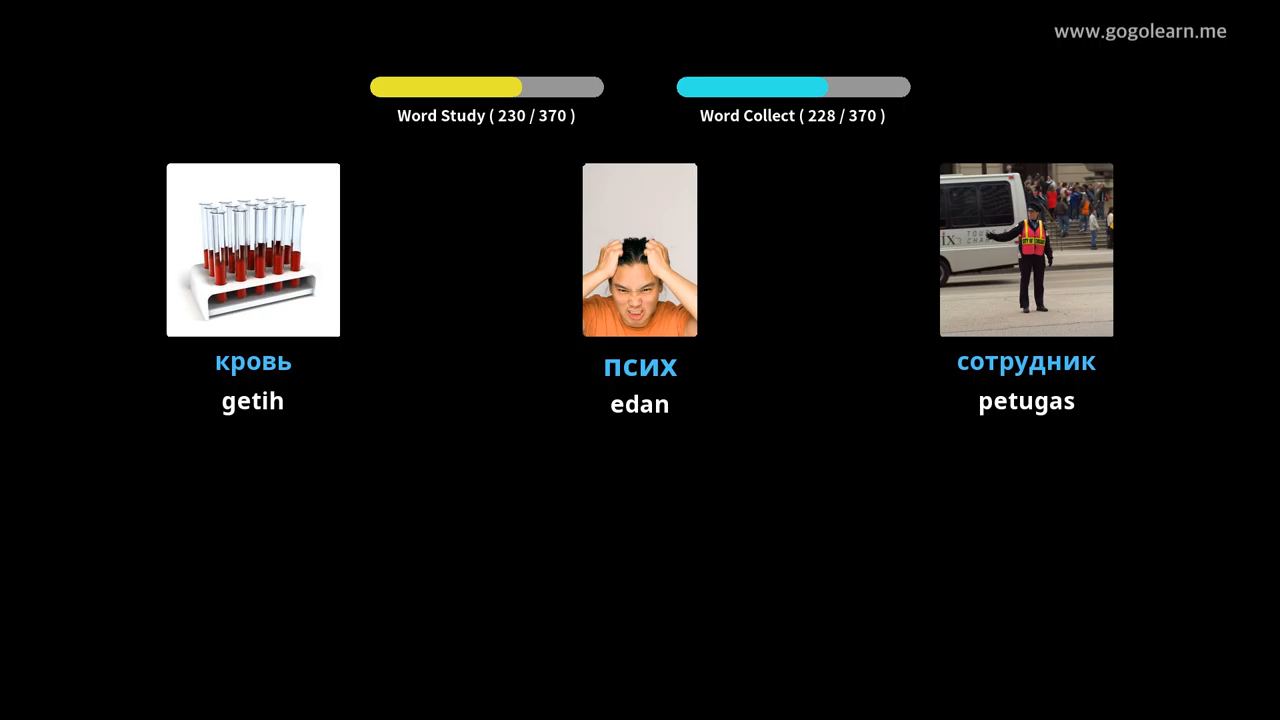 www.gogolearn.me
Word Study ( 230 / 370 )
Word Collect ( 228 / 370 )
кровь
getih
псих
edan
сотрудник
petugas